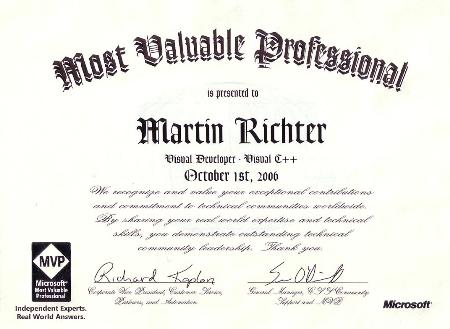 Most Valuable Professional
is presented to
Martin Richter
Visual Developer - Visual C++
October 1st, 2006
We recognize and value your exceptional contributions
and commitment to technical communities worldwide.
By sharing your real world expertise and technical
skills, you demonstrate outstanding technical
community leadership. Thank you.
MVP
Microsoft®
Most Valuable
Professional
Independent Experts.
Real World Answers.
Richard Kaplan
Corporate Vice President, Customer Service,
Partners, and Automation
General Manager, Community
Support and MVP
Microsoft®